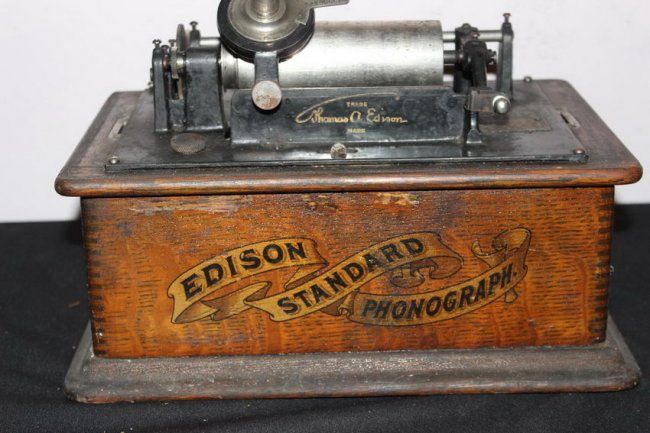 TRADE
Thomas A Edison
MARK
EDISON
STANDARD
PHONOGRAPH.